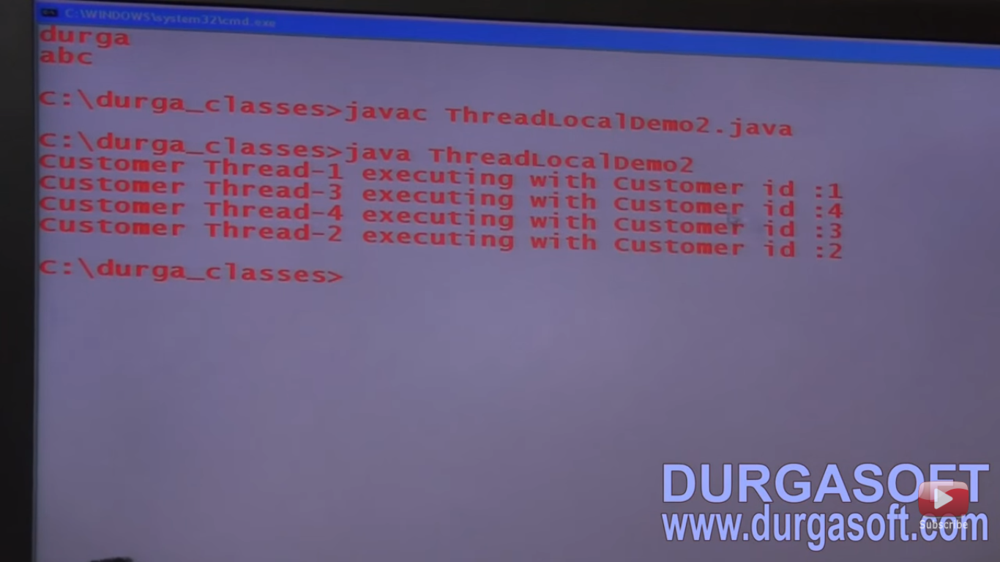 C:\WINDOWS\system32\cmd.exe
durga
abc
C:\durga_classes>javac ThreadLocalDemo2.java
C:\durga_classes>java ThreadLocalDemo2
Customer Thread-1 executing with Customer id :1
Customer Thread-3 executing with Customer id :4
Customer Thread-4 executing with Customer id :3
Customer Thread-2 executing with Customer id :2
C:\durga_classes>
DURGASOFT
www.durgasoft.com
Subscribe